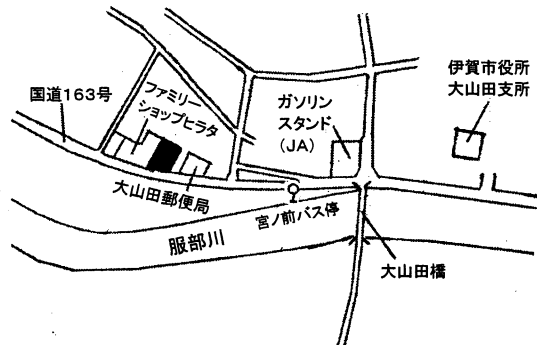 伊賀市役所
大山田支所
国道163号
ファミリー
ショップヒラタ
ガソリン
スタンド
(JA)
大山田郵便局
宮ノ前バス停
服部川
大山田橋